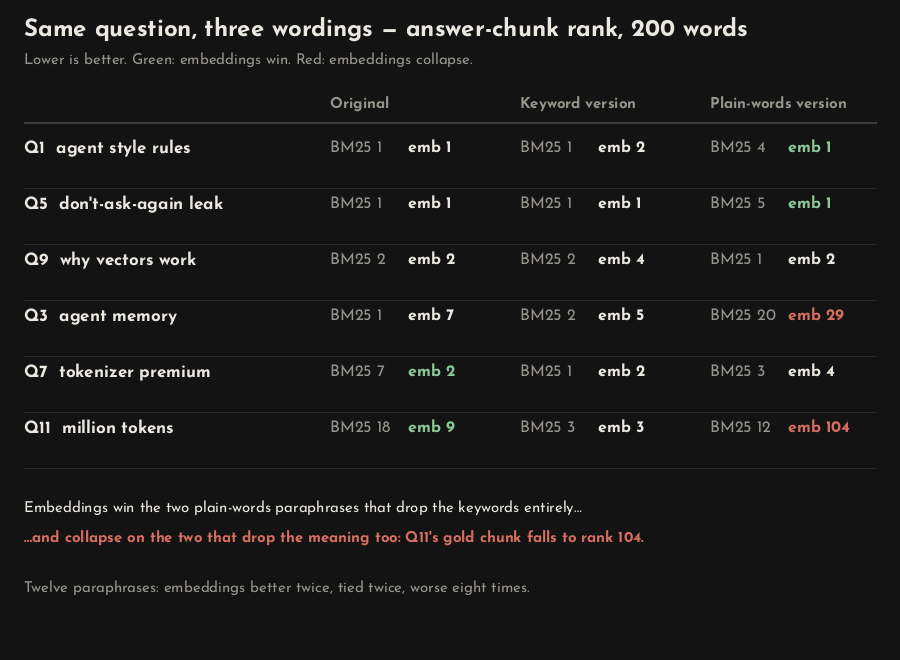 Same question, three wordings — answer-chunk rank, 200 words
Lower is better. Green: embeddings win. Red: embeddings collapse.
Original Keyword version Plain-words version
Q1 agent style rules BM25 1 emb 1 BM25 1 emb 2 BM25 4 emb 1
Q5 don't-ask-again leak BM25 1 emb 1 BM25 1 emb 1 BM25 5 emb 1
Q9 why vectors work BM25 2 emb 2 BM25 2 emb 4 BM25 1 emb 2
Q3 agent memory BM25 1 emb 7 BM25 2 emb 5 BM25 20 emb 29
Q7 tokenizer premium BM25 7 emb 2 BM25 1 emb 2 BM25 3 emb 4
Q11 million tokens BM25 18 emb 9 BM25 3 emb 3 BM25 12 emb 104
Embeddings win the two plain-words paraphrases that drop the keywords entirely…
…and collapse on the two that drop the meaning too: Q11's gold chunk falls to rank 104.
Twelve paraphrases: embeddings better twice, tied twice, worse eight times.